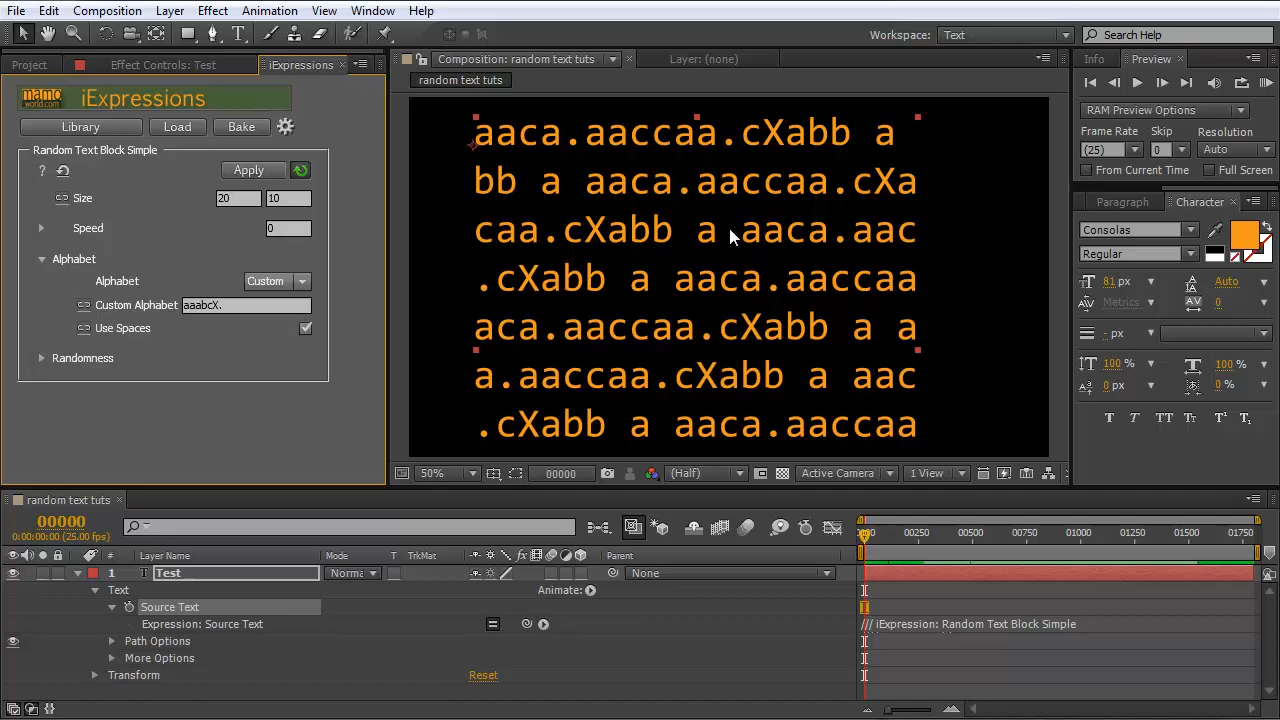 File Edit Composition Layer Effect Animation View Window Help
Workspace: Text Search Help
Project Effect Controls: Test iExpressions
Composition: random text tuts Layer: (none)
Info Preview
random text tuts
mamo world.com iExpressions
Library Load Bake
Random Text Block Simple
? Apply
Size 20 10
Speed 0
Alphabet
Alphabet Custom
Custom Alphabet aaabcX.
Use Spaces
Randomness
aaca.aaccaa.cXabb a
bb a aaca.aaccaa.cXa
caa.cXabb a aaca.aac
.cXabb a aaca.aaccaa
aca.aaccaa.cXabb a a
a.aaccaa.cXabb a aac
.cXabb a aaca.aaccaa
50% 00000 (Half) Active Camera 1 View
RAM Preview Options
Frame Rate Skip Resolution
(25) 0 Auto
From Current Time Full Screen
Paragraph Character
Consolas
Regular
81 px Auto
Metrics 0
- px
100 % 100 %
0 px 0 %
T T TT Tt T¹ T₁
random text tuts
00000
0:00:00:00 (25.00 fps)
# Layer Name Mode T TrkMat Parent
00250 00500 00750 01000 01250 01500 01750
1 T Test Norma None
Text Animate:
Source Text
Expression: Source Text /// iExpression: Random Text Block Simple
Path Options
More Options
Transform Reset